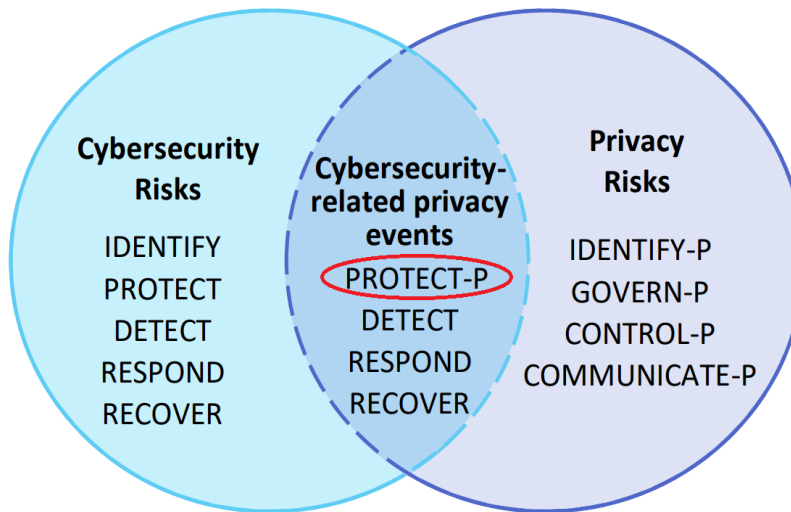 Cybersecurity
Risks
IDENTIFY
PROTECT
DETECT
RESPOND
RECOVER
Cybersecurity-
related privacy
events
PROTECT-P
DETECT
RESPOND
RECOVER
Privacy
Risks
IDENTIFY-P
GOVERN-P
CONTROL-P
COMMUNICATE-P